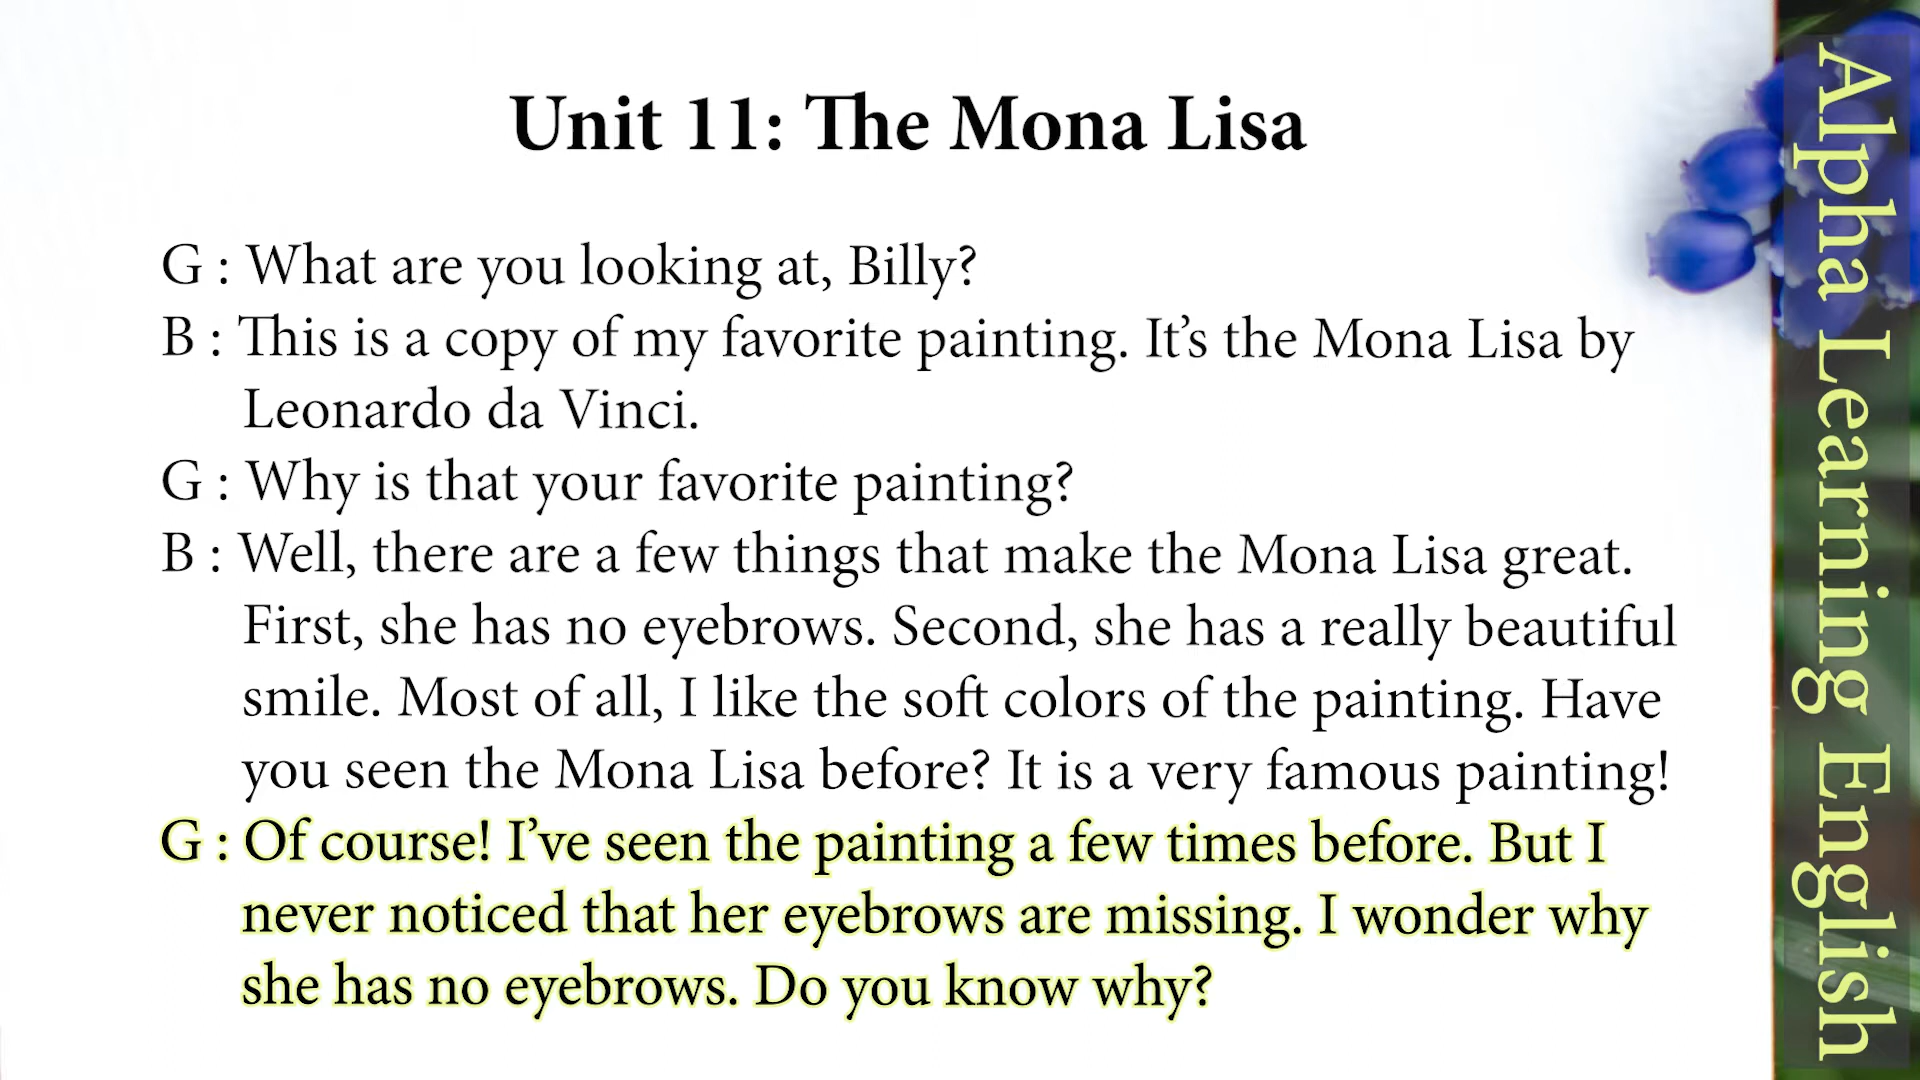 Unit 11: The Mona Lisa
G : What are you looking at, Billy?
B : This is a copy of my favorite painting. It’s the Mona Lisa by
Leonardo da Vinci.
G : Why is that your favorite painting?
B : Well, there are a few things that make the Mona Lisa great.
First, she has no eyebrows. Second, she has a really beautiful
smile. Most of all, I like the soft colors of the painting. Have
you seen the Mona Lisa before? It is a very famous painting!
G : Of course! I’ve seen the painting a few times before. But I
never noticed that her eyebrows are missing. I wonder why
she has no eyebrows. Do you know why?
Alpha Learning English